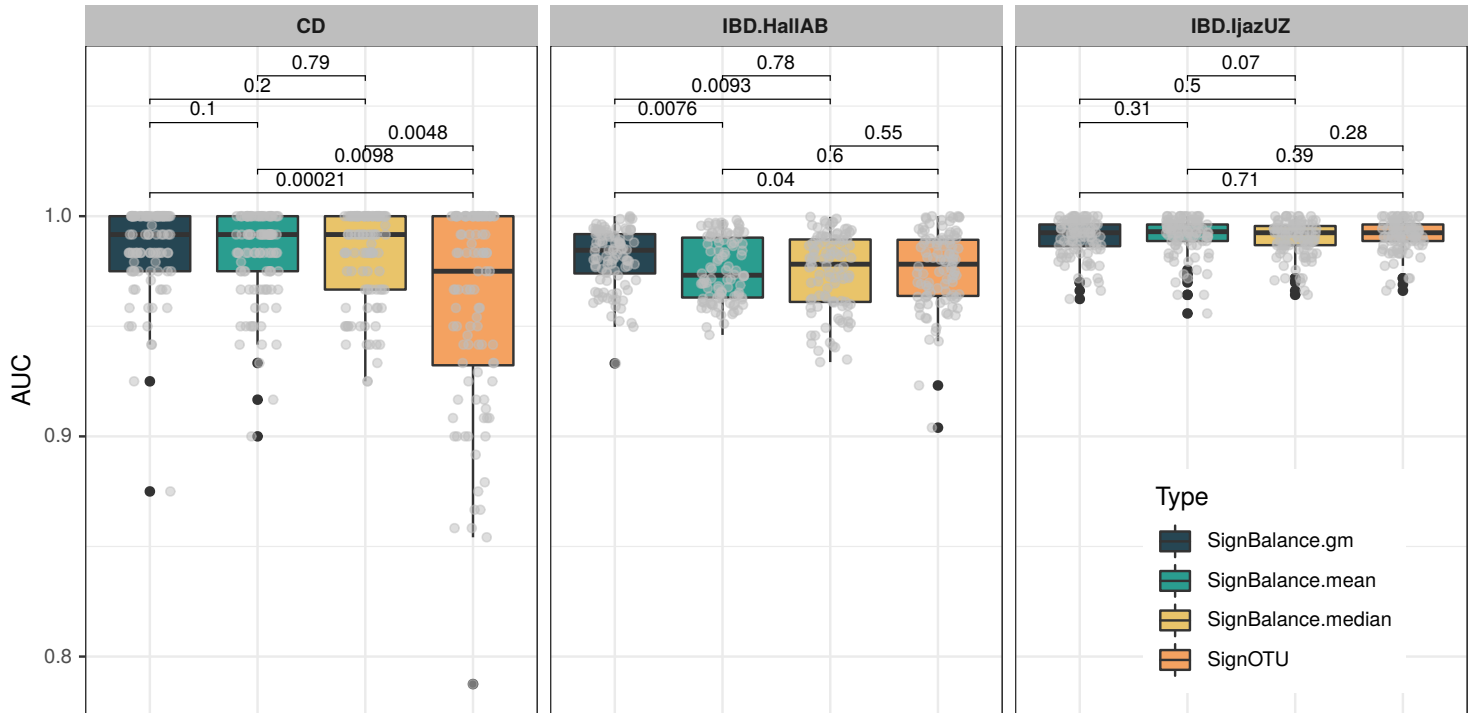 CD
IBD.HallAB
IBD.IjazUZ
0.79
0.2
0.1
0.0048
0.0098
0.00021
0.78
0.0093
0.0076
0.55
0.6
0.04
0.07
0.5
0.31
0.28
0.39
0.71
AUC
1.0
0.9
0.8
Type
SignBalance.gm
SignBalance.mean
SignBalance.median
SignOTU